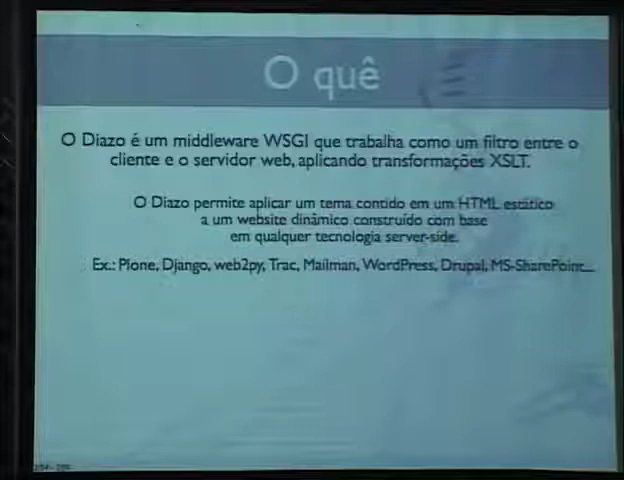 O quê
O Diazo é um middleware WSGI que trabalha como um filtro entre o
cliente e o servidor web, aplicando transformações XSLT.
O Diazo permite aplicar um tema contido em um HTML estático
a um website dinâmico construído com base
em qualquer tecnologia server-side.
Ex.: Plone, Django, web2py, Trac, Mailman, WordPress, Drupal, MS-SharePoint...